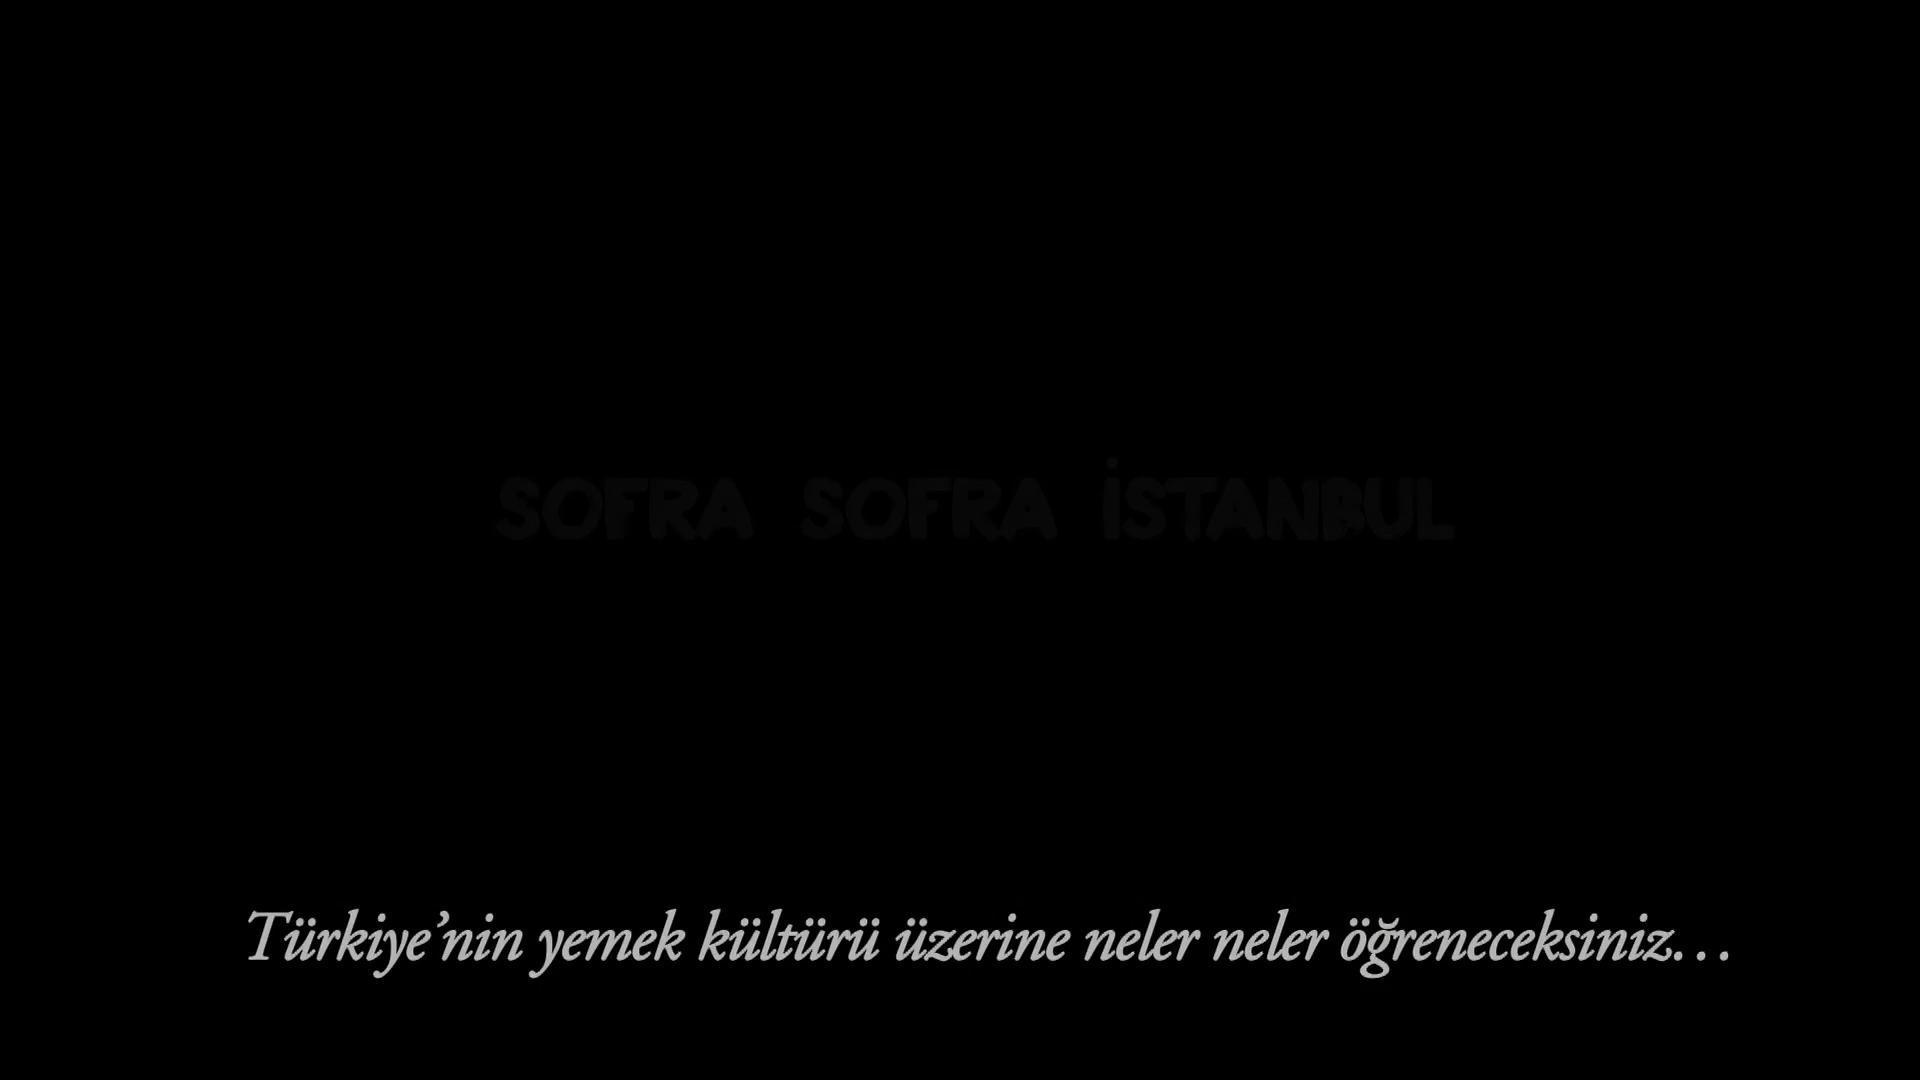 SOFRA SOFRA İSTANBUL
Türkiye’nin yemek kültürü üzerine neler neler öğreneceksiniz...